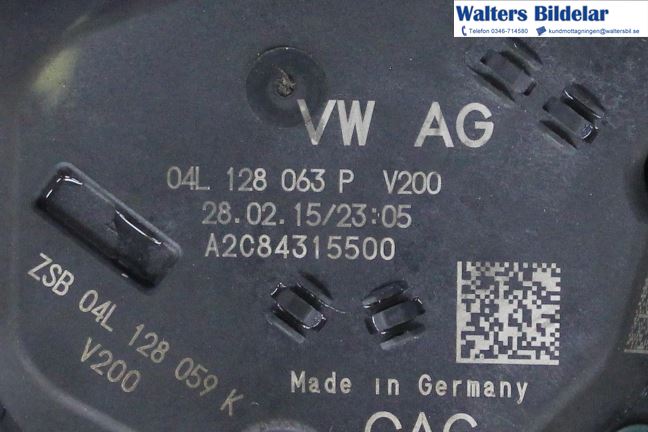 Walters Bildelar
Telefon 0346-714580 kundmottagningen@waltersbil.se
VW AG
04L 128 063 P V200
28.02.15/23:05
A2C84315500
ZSB 04L 128 059 K
V200
Made in Germany